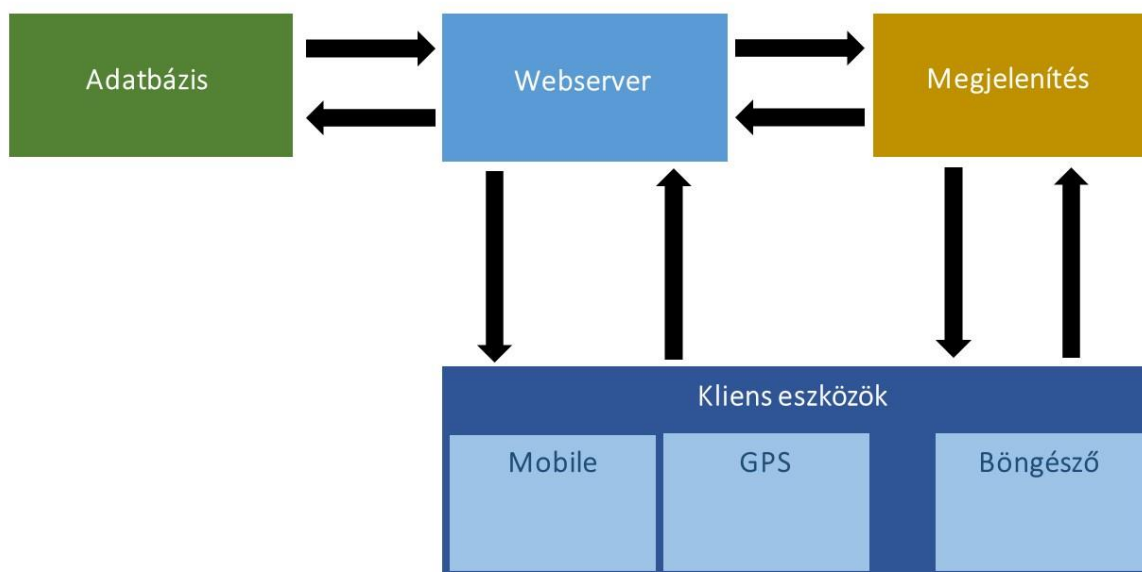 Adatbázis
Webserver
Megjelenítés
Kliens eszközök
Mobile
GPS
Böngésző